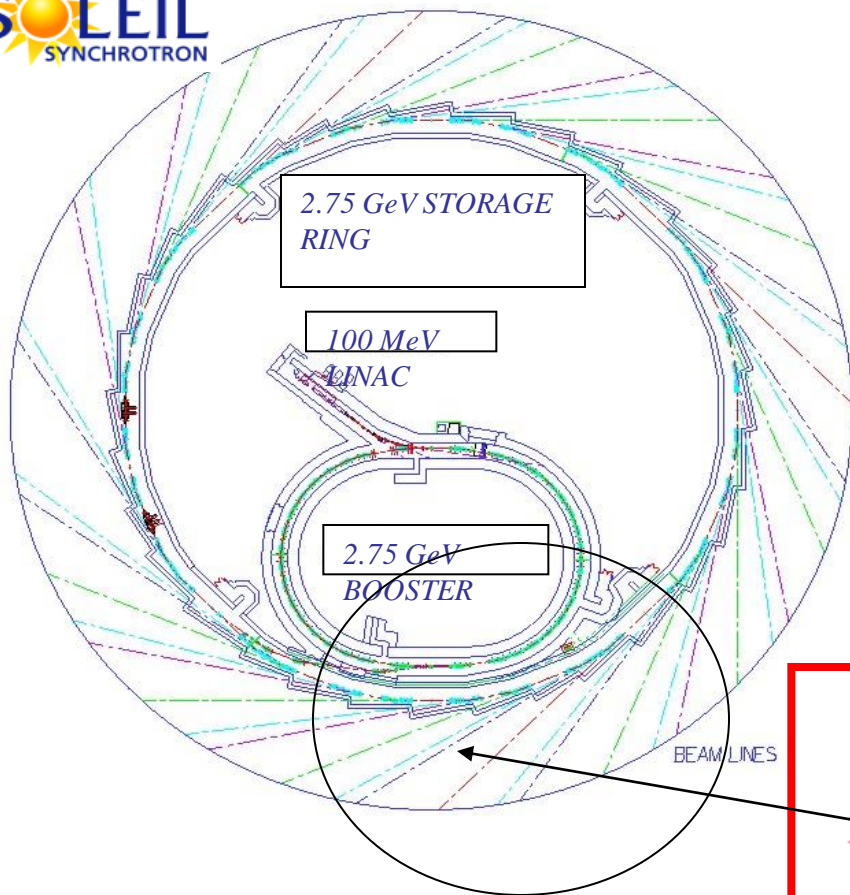 SOLEIL
SYNCHROTRON
2.75 GeV STORAGE
RING
100 MeV
LINAC
2.75 GeV
BOOSTER
BEAM LINES